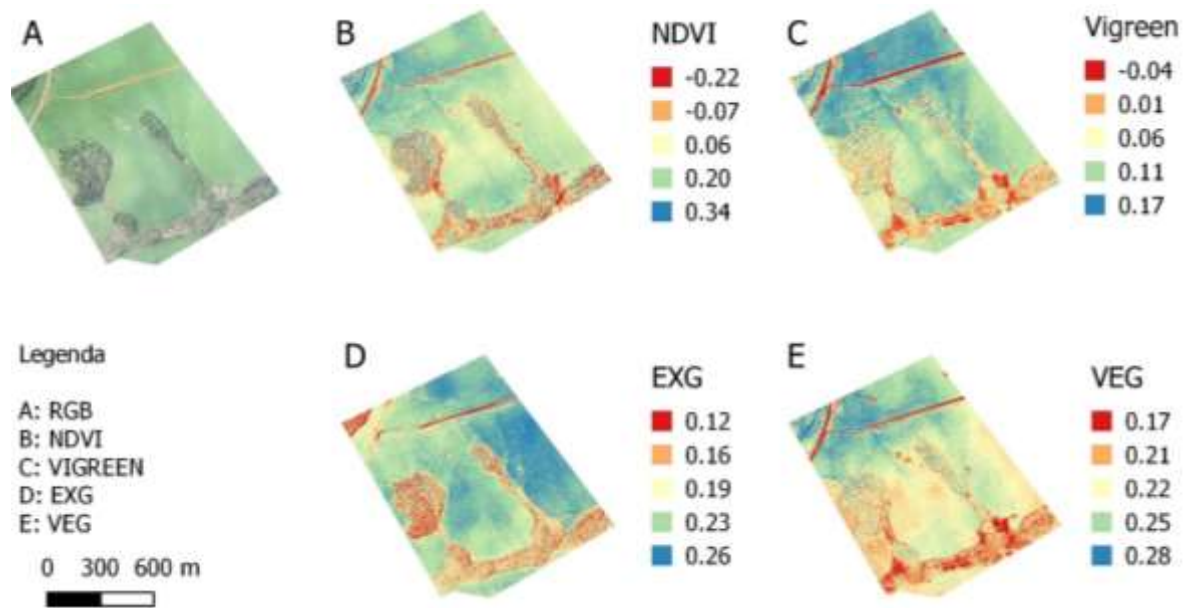 A
B
NDVI
-0.22
-0.07
0.06
0.20
0.34
C
Vigreen
-0.04
0.01
0.06
0.11
0.17
Legenda
A: RGB
B: NDVI
C: VIGREEN
D: EXG
E: VEG
0 300 600 m
D
EXG
0.12
0.16
0.19
0.23
0.26
E
VEG
0.17
0.21
0.22
0.25
0.28